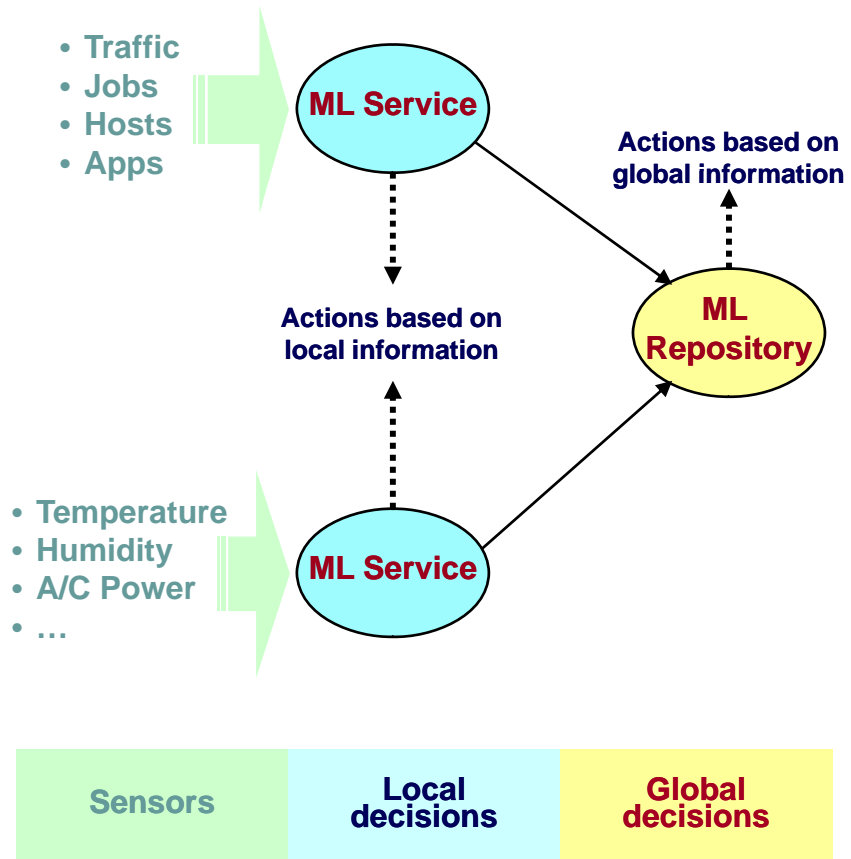 • Traffic
• Jobs
• Hosts
• Apps
ML Service
Actions based on
global information
Actions based on
local information
ML
Repository
• Temperature
• Humidity
• A/C Power
• …
ML Service
Sensors
Local
decisions
Global
decisions